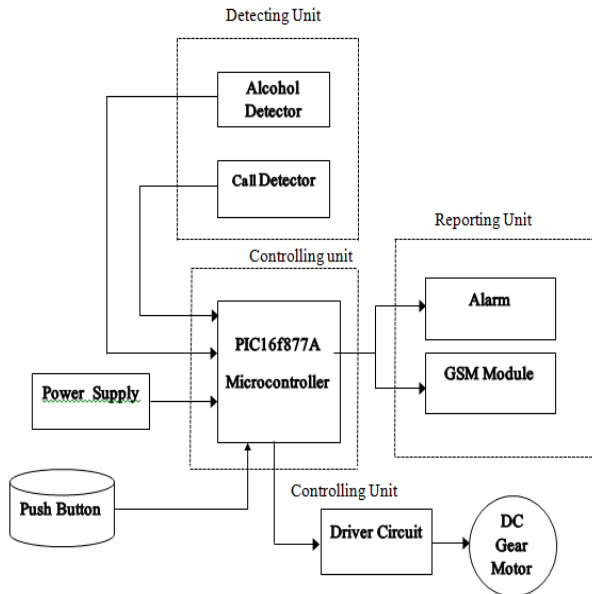 Detecting Unit
Alcohol
Detector
Call Detector
Reporting Unit
Controlling unit
Alarm
PIC16f877A
Microcontroller
GSM Module
Power Supply
Controlling Unit
Push Button
Driver Circuit
DC
Gear
Motor